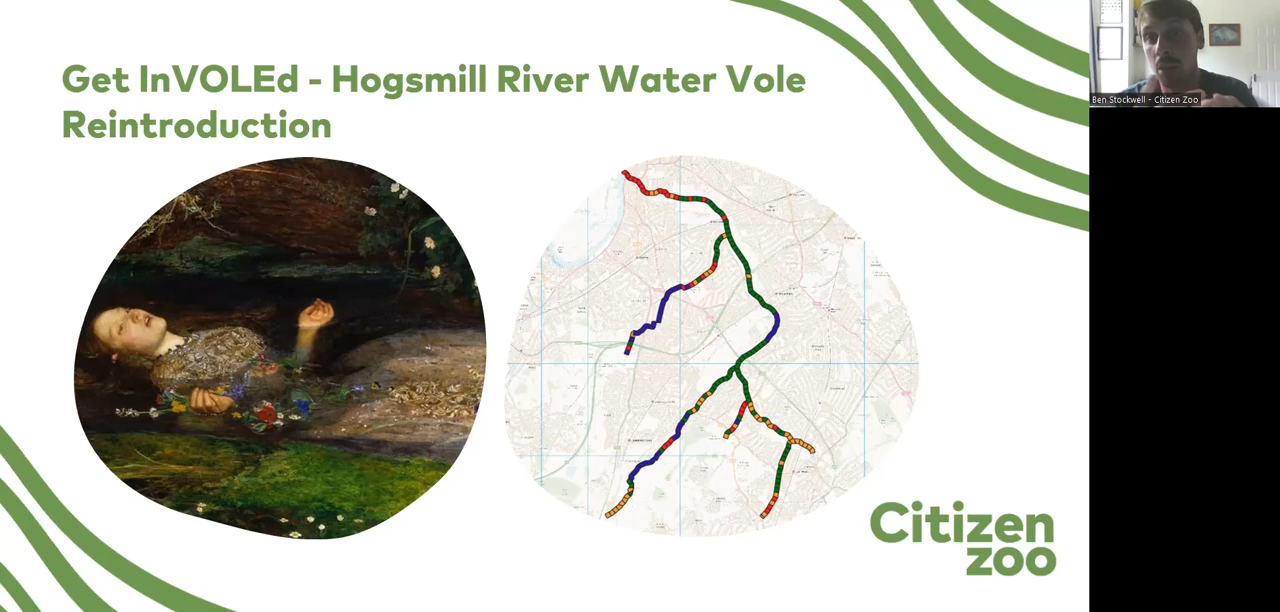 Get InVOLEd - Hogsmill River Water Vole
Reintroduction
Ben Stockwell - Citizen Zoo
Citizen
zoo